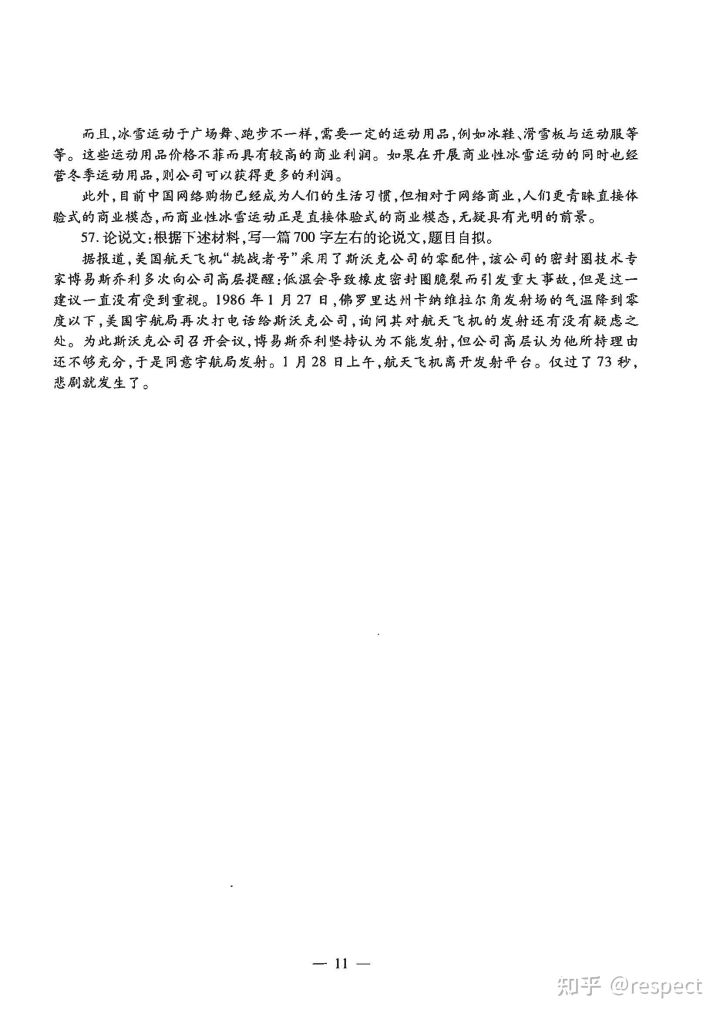 而且,冰雪运动于广场舞、跑步不一样,需要一定的运动用品,例如冰鞋、滑雪板与运动服等
等。这些运动用品价格不菲而具有较高的商业利润。如果在开展商业性冰雪运动的同时也经
营冬季运动用品,则公司可以获得更多的利润。
此外,目前中国网络购物已经成为人们的生活习惯,但相对于网络商业,人们更青睐直接体
验式的商业模态,而商业性冰雪运动正是直接体验式的商业模态,无疑具有光明的前景。
57. 论说文:根据下述材料,写一篇 700 字左右的论说文,题目自拟。
据报道,美国航天飞机“挑战者号”采用了斯沃克公司的零配件,该公司的密封圈技术专
家博易斯乔利多次向公司高层提醒:低温会导致橡皮密封圈脆裂而引发重大事故,但是这一
建议一直没有受到重视。1986 年 1 月 27 日,佛罗里达州卡纳维拉尔角发射场的气温降到零
度以下,美国宇航局再次打电话给斯沃克公司,询问其对航天飞机的发射还有没有疑虑之
处。为此斯沃克公司召开会议,博易斯乔利坚持认为不能发射,但公司高层认为他所持理由
还不够充分,于是同意宇航局发射。1 月 28 日上午,航天飞机离开发射平台。仅过了 73 秒,
悲剧就发生了。
— 11 —
知乎 @respect